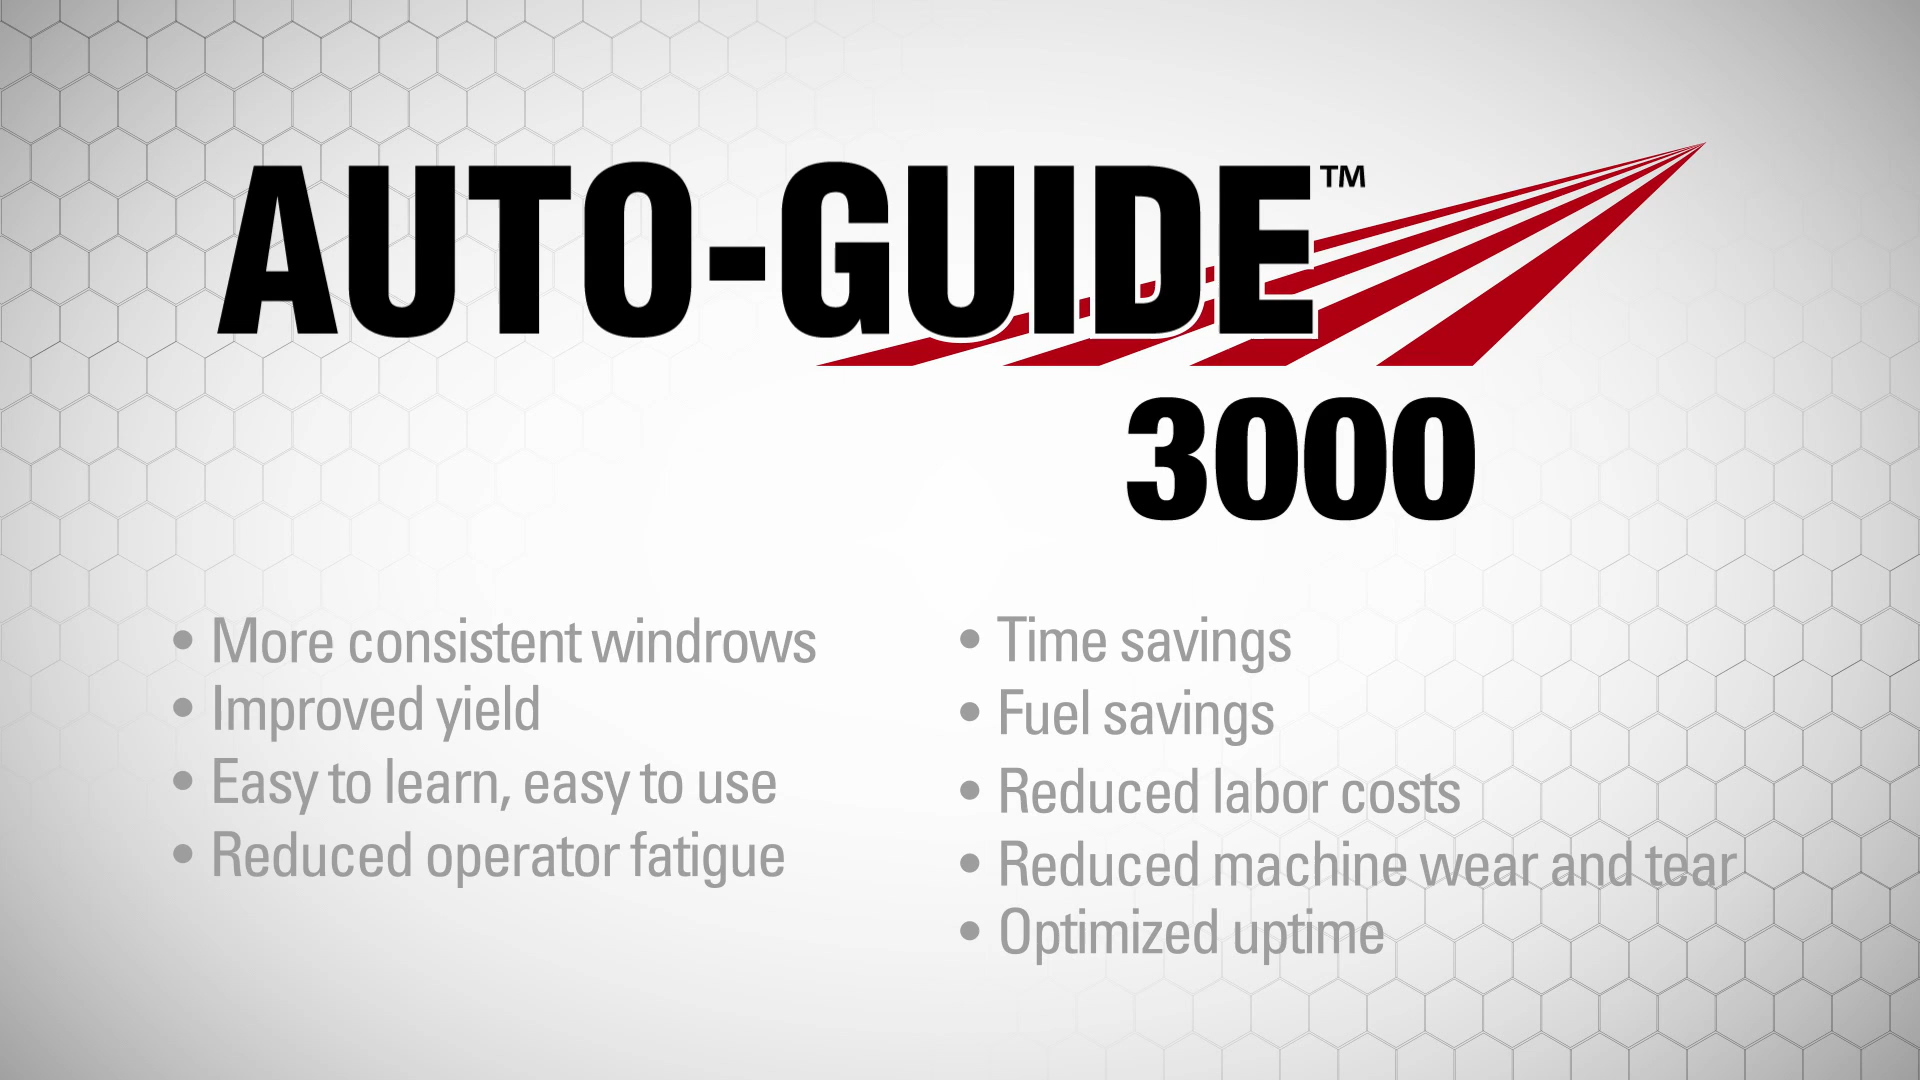 AUTO-GUIDE™
3000
• More consistent windrows
• Improved yield
• Easy to learn, easy to use
• Reduced operator fatigue
• Time savings
• Fuel savings
• Reduced labor costs
• Reduced machine wear and tear
• Optimized uptime